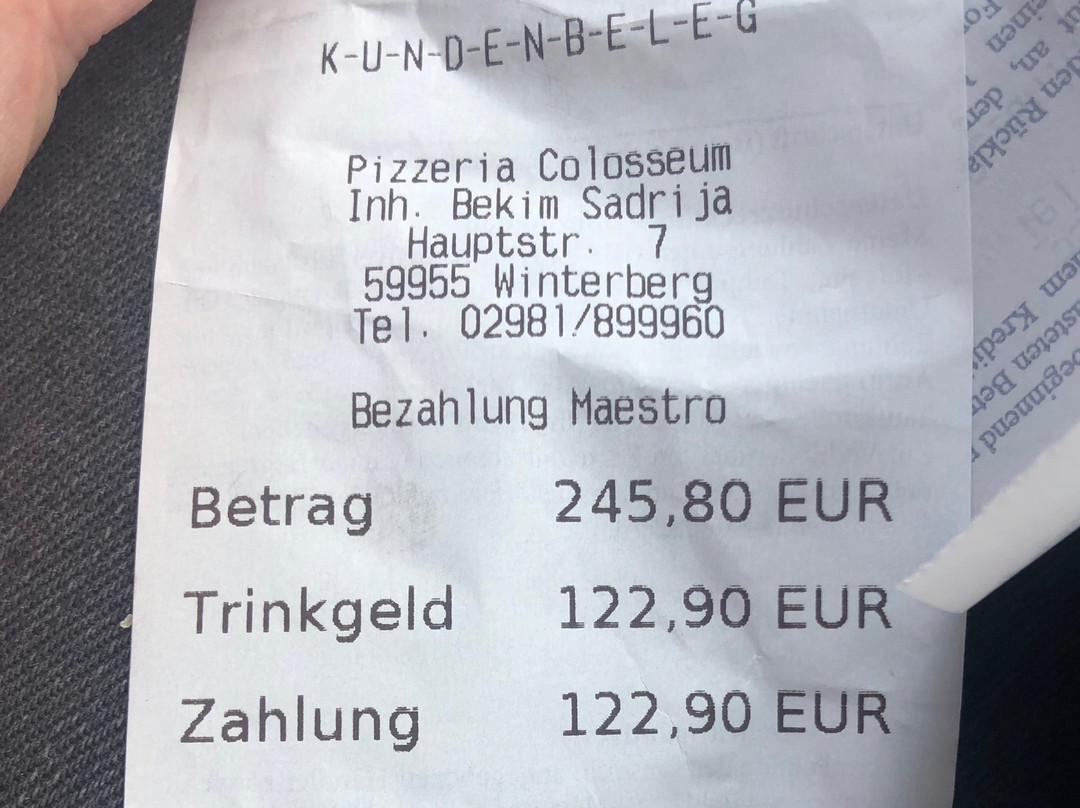 K-U-N-D-E-N-B-E-L-E-G
Pizzeria Colosseum
Inh. Bekim Sadrija
Hauptstr. 7
59955 Winterberg
Tel. 02981/899960
Bezahlung Maestro
Betrag 245,80 EUR
Trinkgeld 122,90 EUR
Zahlung 122,90 EUR